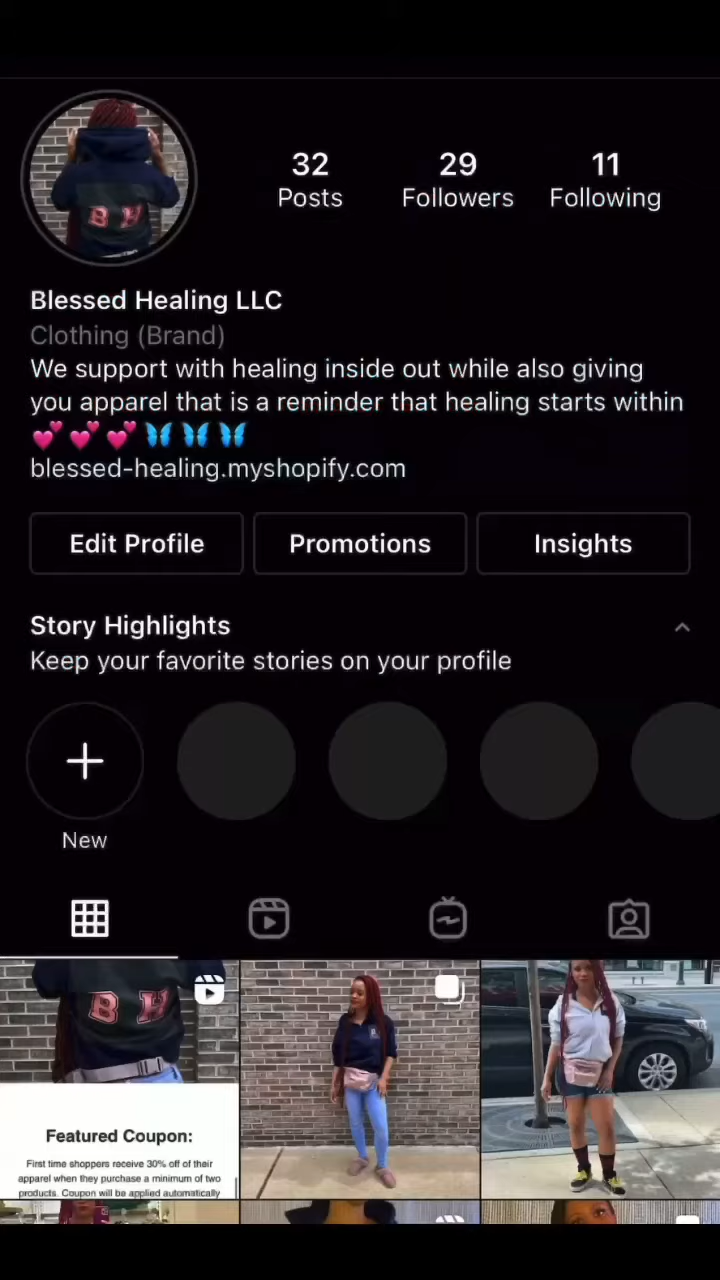 B H
32
Posts
29
Followers
11
Following
Blessed Healing LLC
Clothing (Brand)
We support with healing inside out while also giving
you apparel that is a reminder that healing starts within
💕 💕 💕 🦋 🦋 🦋
blessed-healing.myshopify.com
Edit Profile
Promotions
Insights
Story Highlights
Keep your favorite stories on your profile
New
B H
Featured Coupon:
First time shoppers receive 30% off of their
apparel when they purchase a minimum of two
products. Coupon will be applied automatically